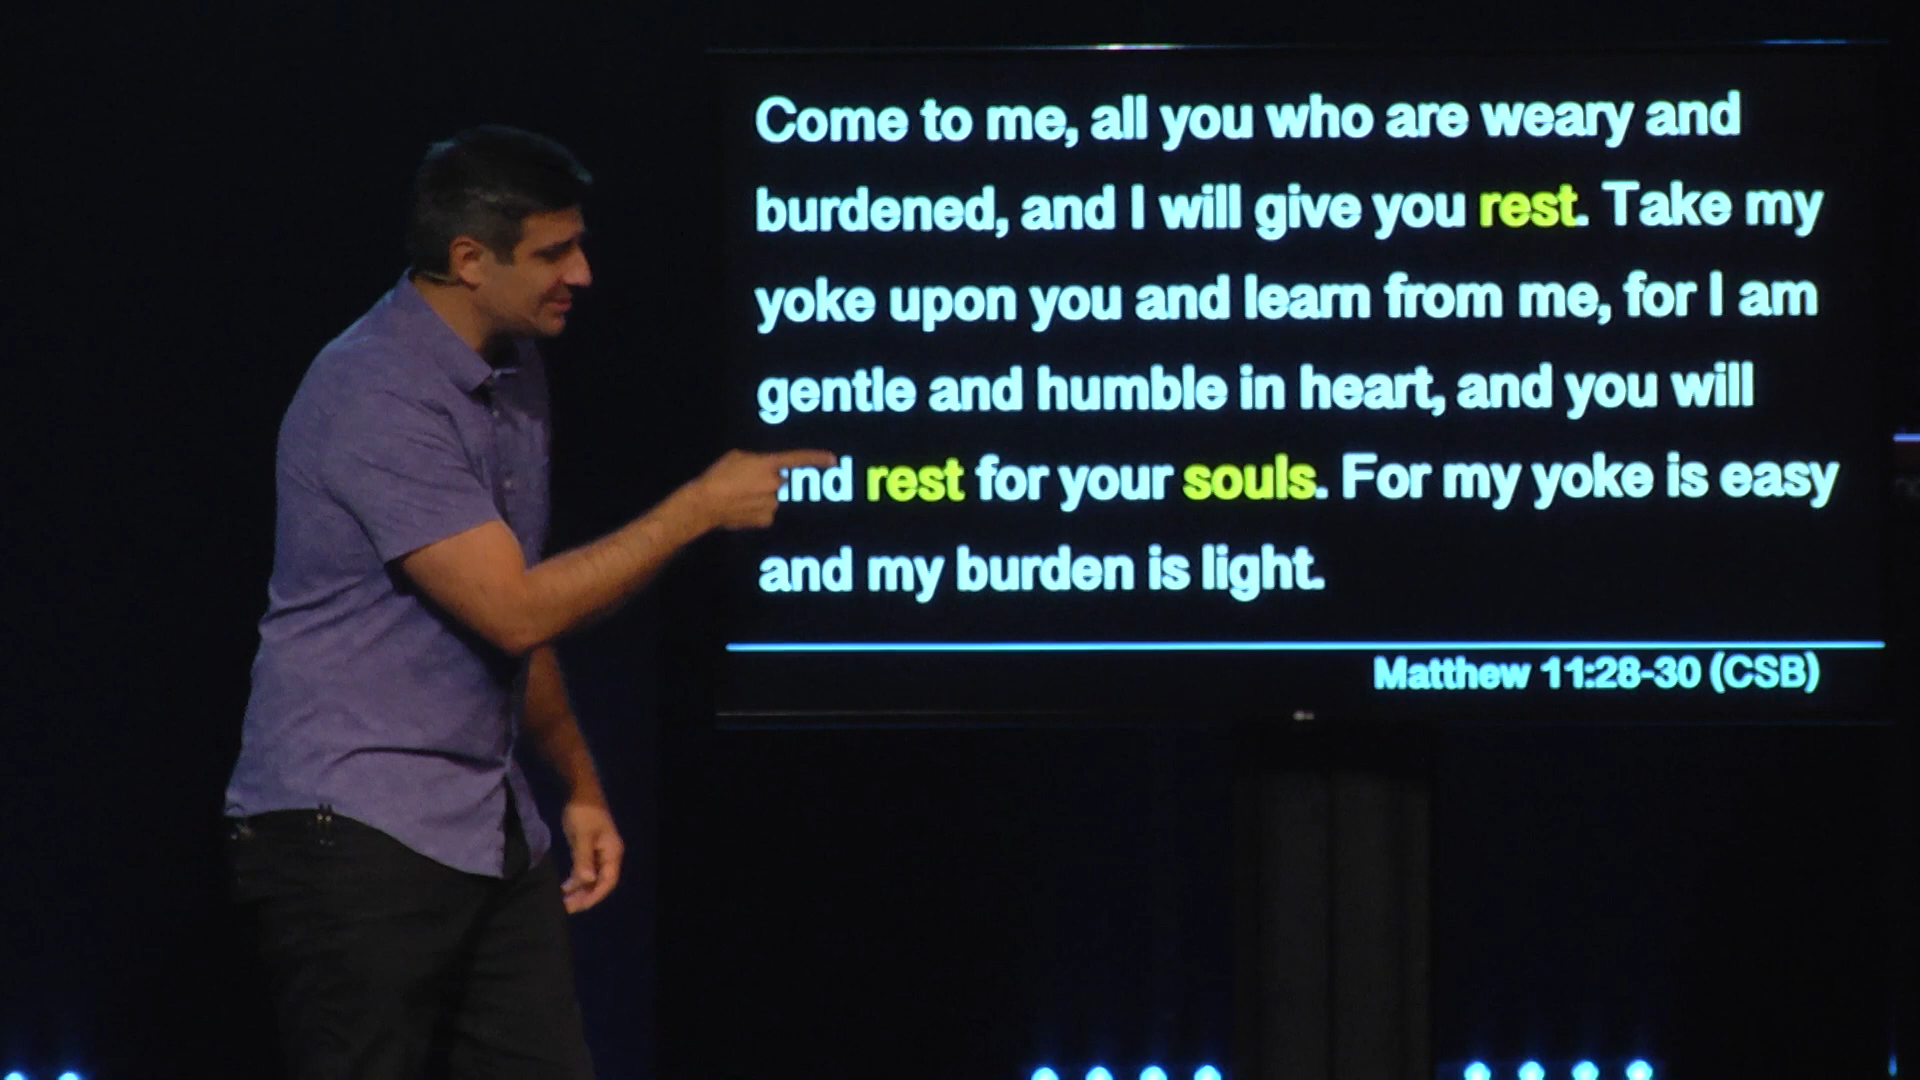 Come to me, all you who are weary and
burdened, and I will give you rest. Take my
yoke upon you and learn from me, for I am
gentle and humble in heart, and you will
rest for your souls. For my yoke is easy
and my burden is light.
Matthew 11:28-30 (CSB)